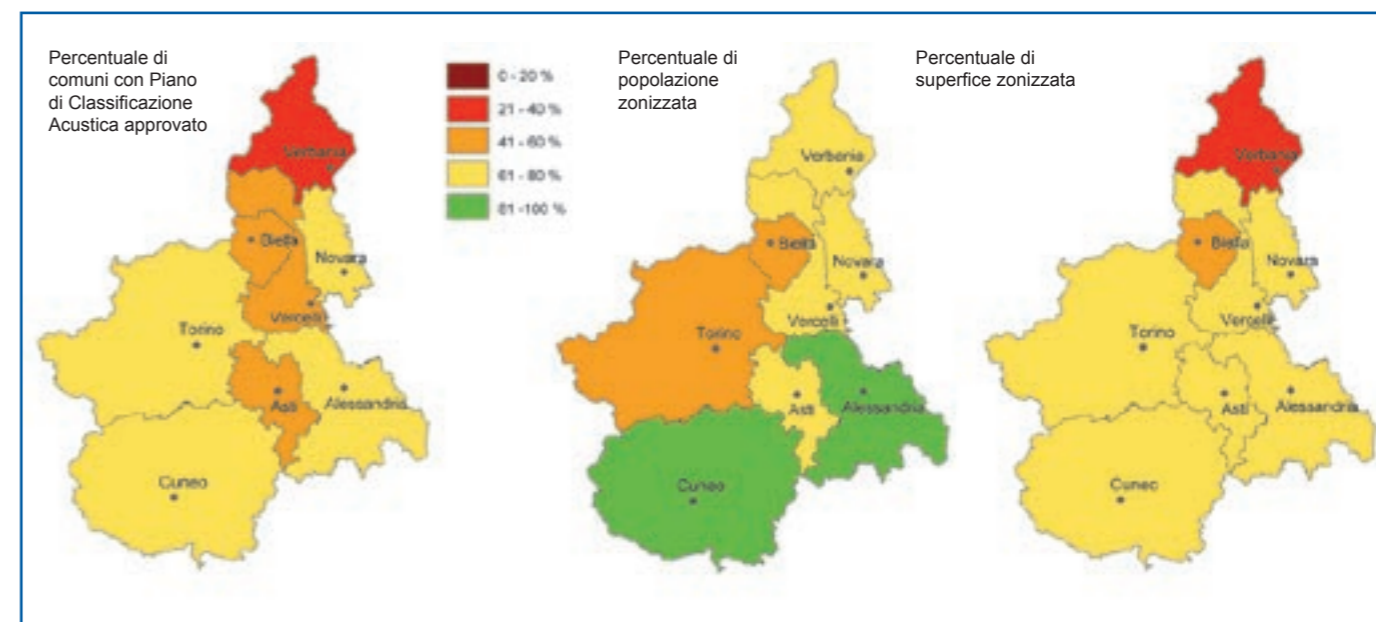 Percentuale di
comuni con Piano
di Classificazione
Acustica approvato
0 - 20 %
21 - 40 %
41 - 60 %
61 - 80 %
81 -100 %
Percentuale di
popolazione
zonizzata
Percentuale di
superfice zonizzata
Verbania
Biella
Novara
Vercelli
Torino
Asti
Alessandria
Cuneo
Verbania
Biella
Novara
Vercelli
Torino
Asti
Alessandria
Cuneo
Verbania
Biella
Novara
Vercelli
Torino
Asti
Alessandria
Cuneo